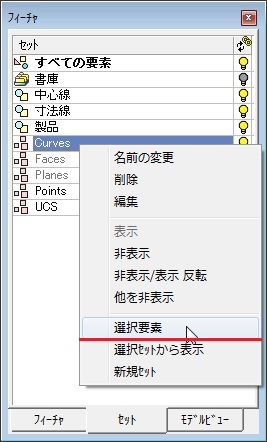 フィーチャ
セット
すべての要素
書庫
中心線
寸法線
製品
Curves
Faces
Planes
Points
UCS
名前の変更
削除
編集
表示
非表示
非表示/表示 反転
他を非表示
選択要素
選択ｾｯﾄから表示
新規ｾｯﾄ
フィーチャ
セット
ﾓﾃﾞﾙﾋﾞｭｰ